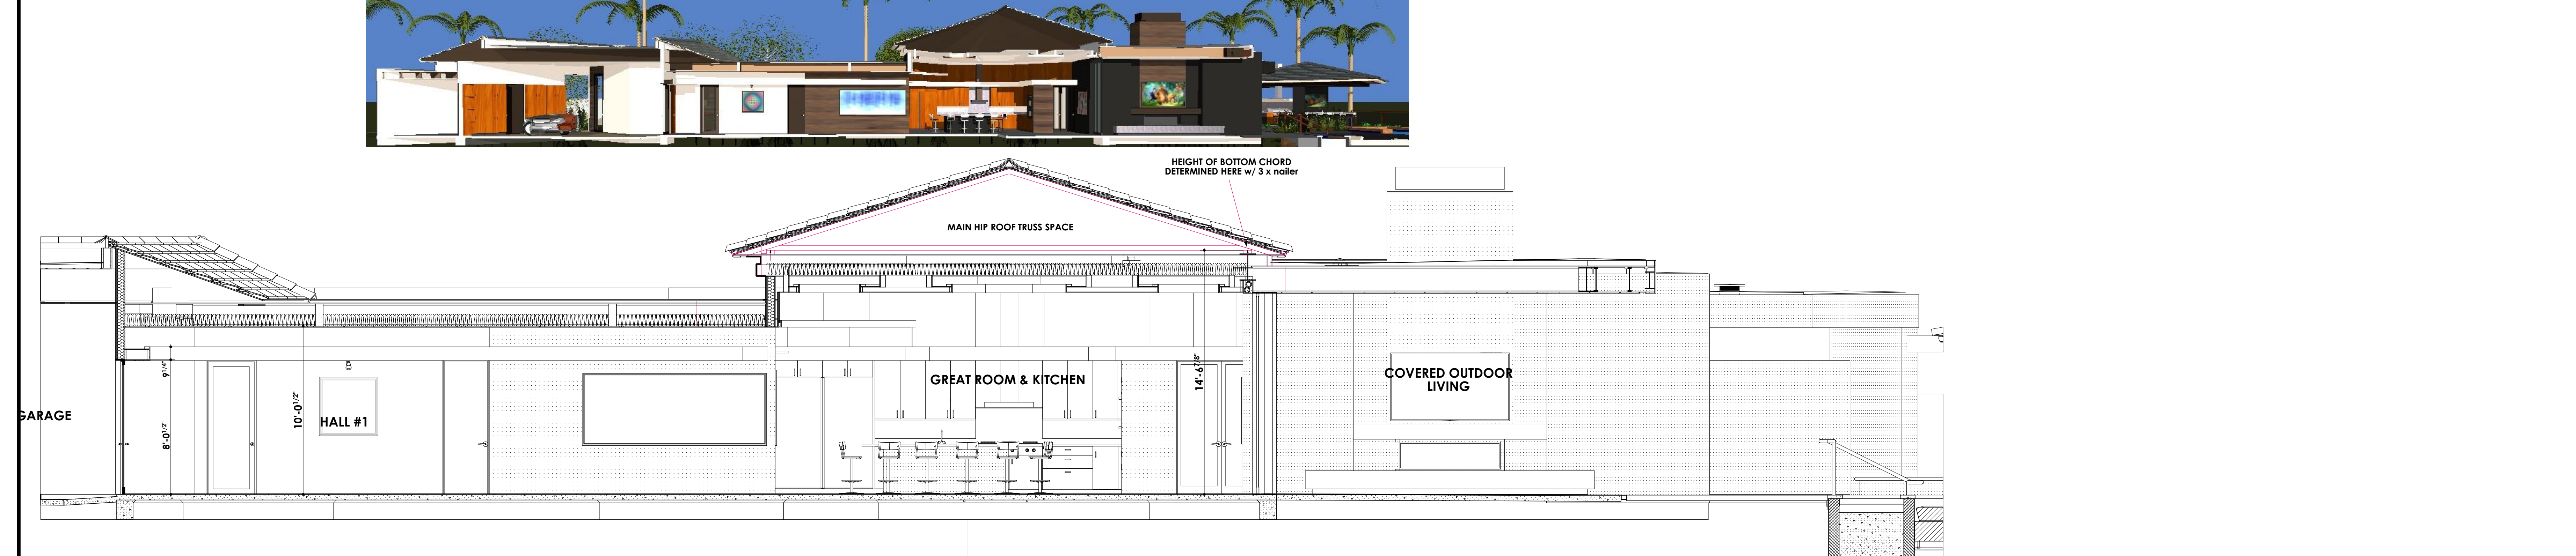 HEIGHT OF BOTTOM CHORD
DETERMINED HERE w/ 3 x nailer
MAIN HIP ROOF TRUSS SPACE
9 1/4"
8'-0 1/2"
10'-0 1/2"
14'-6 7/8"
GARAGE
HALL #1
GREAT ROOM & KITCHEN
COVERED OUTDOOR
LIVING